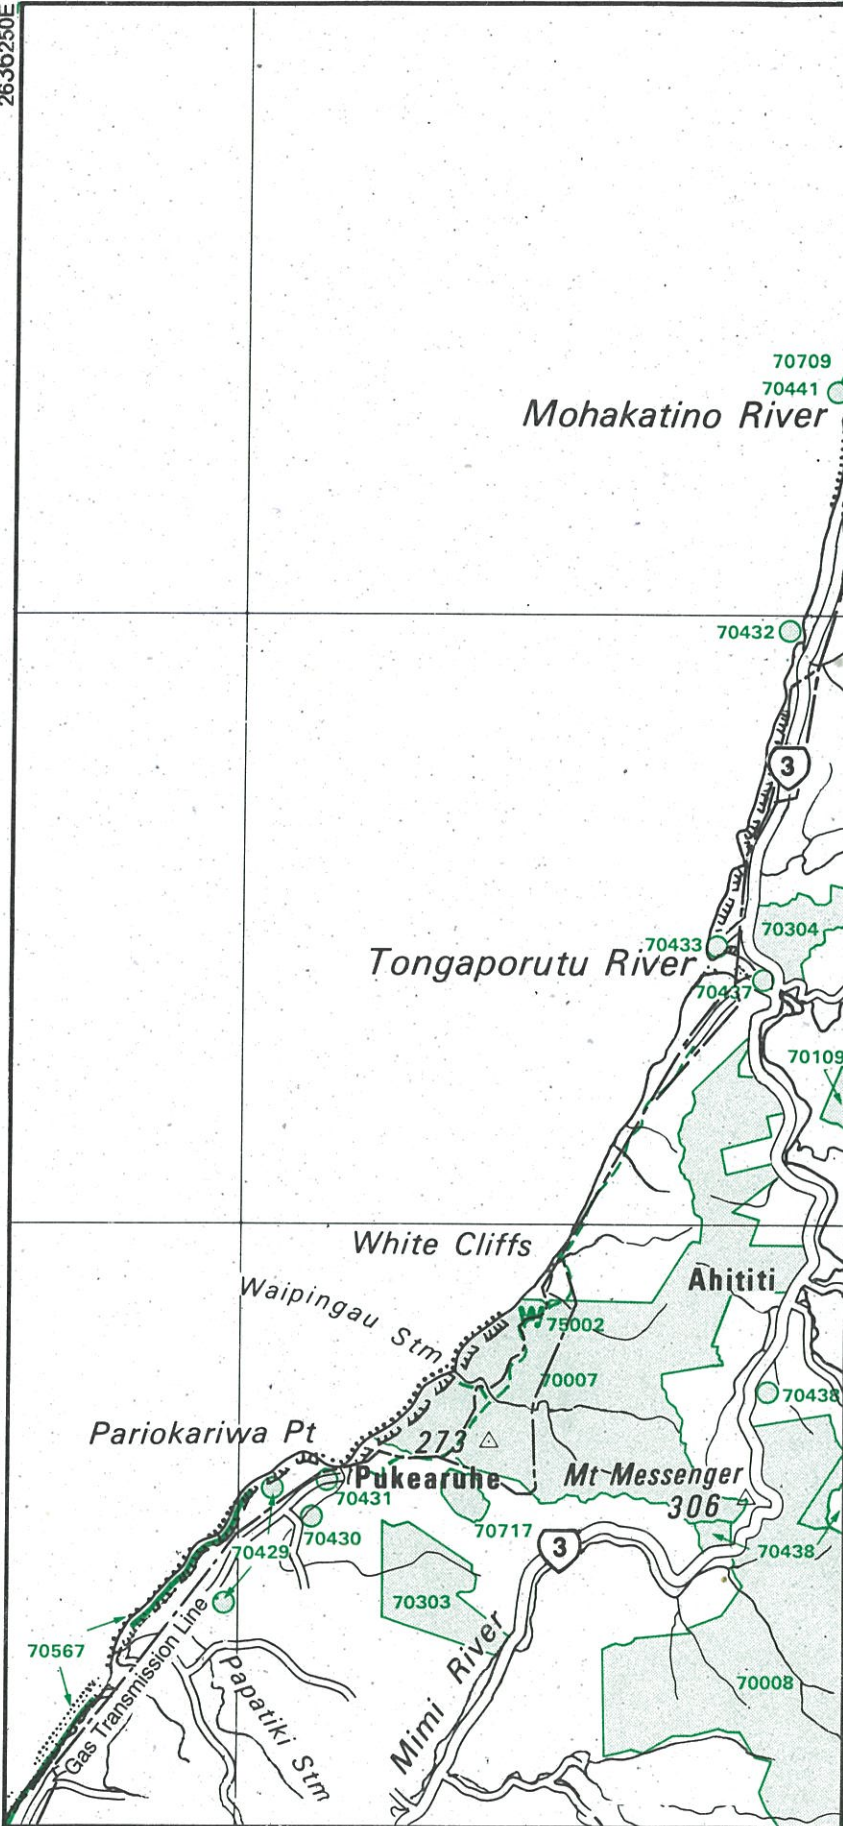 2636250E
70709
70441
Mohakatino River
70432
3
70304
70433
Tongaporutu River
70437
70109
White Cliffs
Ahititi
Waipingau Stm
W
75002
70007
70438
Pariokariwa Pt
273
Pukearuhe
Mt Messenger
306
70431
70717
70430
3
70429
70438
70303
70567
Gas Transmission Line
Papatiki Stm
Mimi River
70008